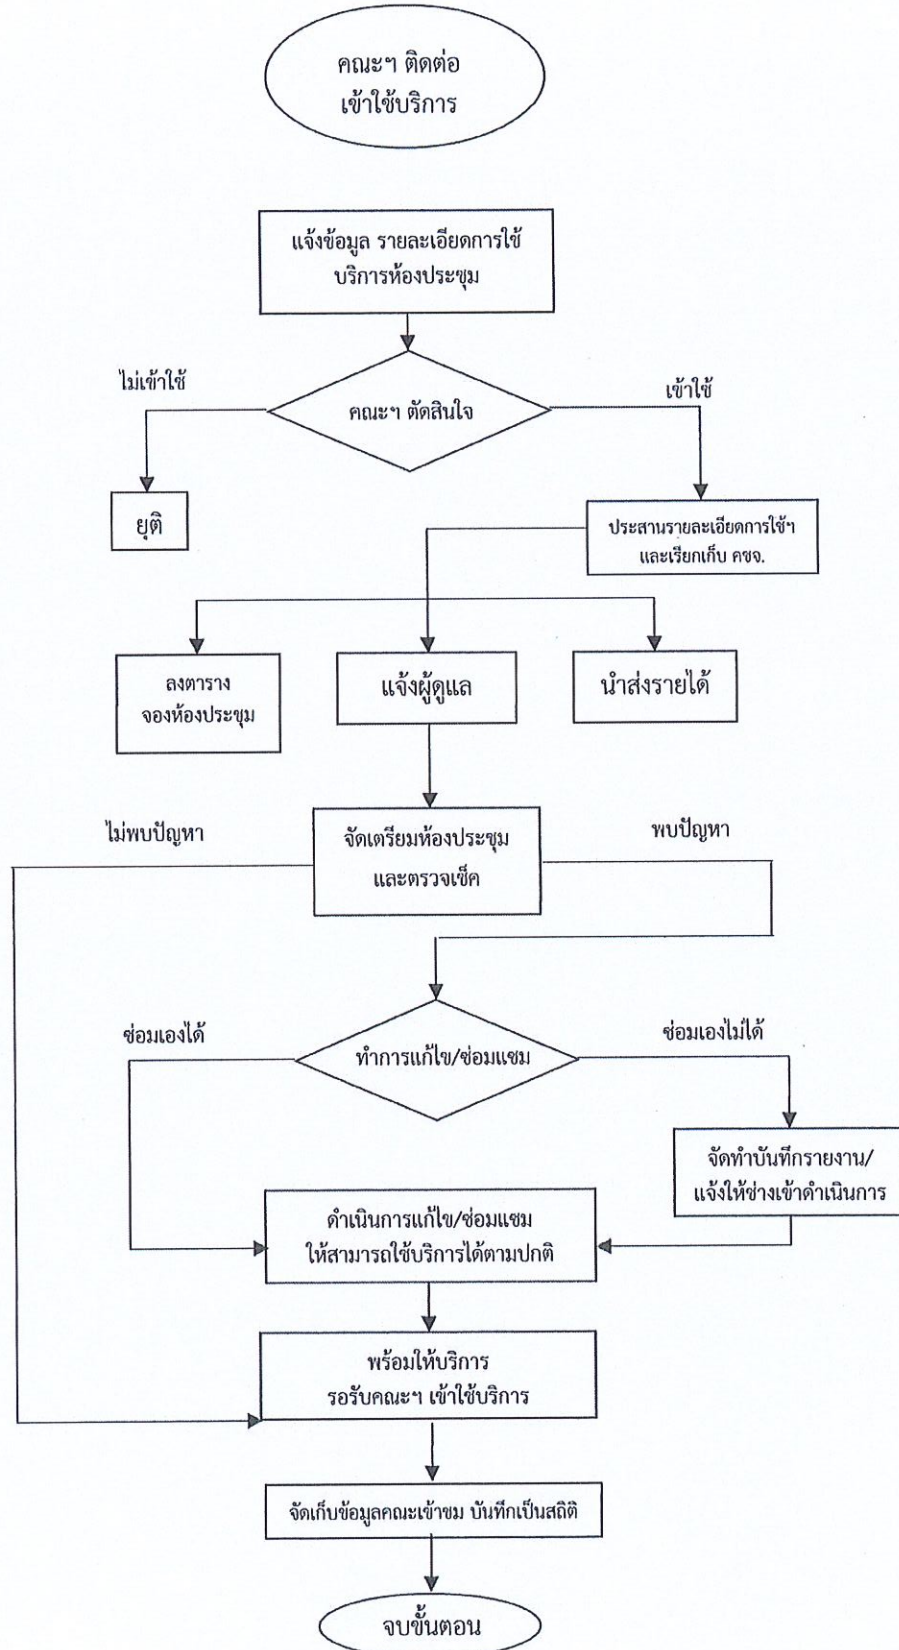 คณะฯ ติดต่อ
เข้าใช้บริการ
แจ้งข้อมูล รายละเอียดการใช้
บริการห้องประชุม
ไม่เข้าใช้
คณะฯ ตัดสินใจ
เข้าใช้
ยุติ
ประสานรายละเอียดการใช้ฯ
และเรียกเก็บ คชจ.
ลงตาราง
จองห้องประชุม
แจ้งผู้ดูแล
นำส่งรายได้
ไม่พบปัญหา
จัดเตรียมห้องประชุม
และตรวจเช็ค
พบปัญหา
ซ่อมเองได้
ทำการแก้ไข/ซ่อมแซม
ซ่อมเองไม่ได้
จัดทำบันทึกรายงาน/
แจ้งให้ช่างเข้าดำเนินการ
ดำเนินการแก้ไข/ซ่อมแซม
ให้สามารถใช้บริการได้ตามปกติ
พร้อมให้บริการ
รอรับคณะฯ เข้าใช้บริการ
จัดเก็บข้อมูลคณะเข้าชม บันทึกเป็นสถิติ
จบขั้นตอน